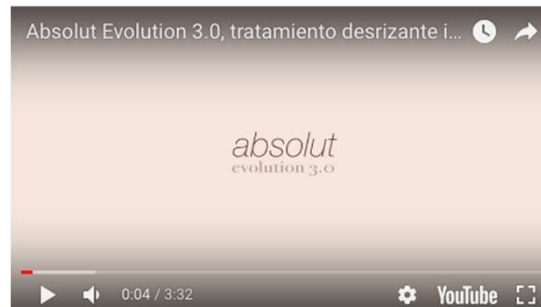 Absolut Evolution 3.0, tratamiento desrizante i...
absolut
evolution 3.0
0:04 / 3:32
YouTube